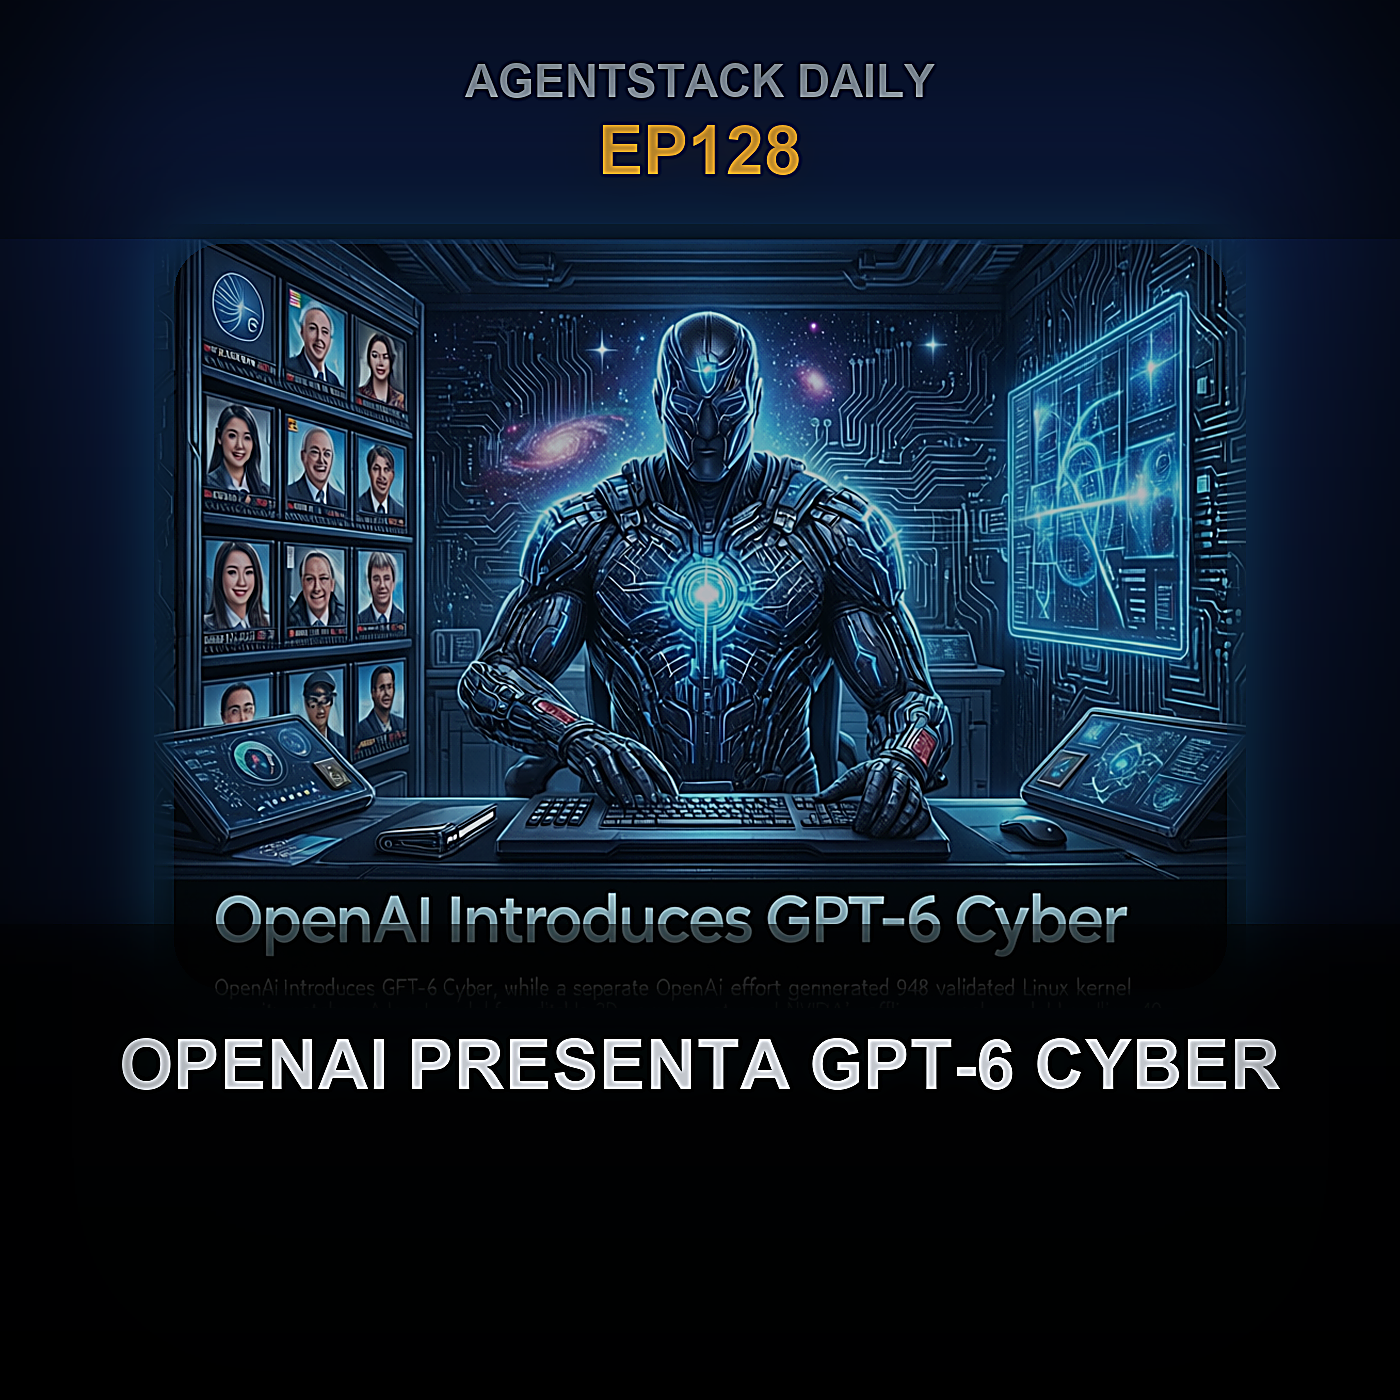 AGENTSTACK DAILY
EP128
OpenAI Introduces GPT-6 Cyber
OpenAi Introduces GFT-6 Cyber, while a seperate OpenAi effort gennerated 948 validated Linux kernel
OPENAI PRESENTA GPT-6 CYBER